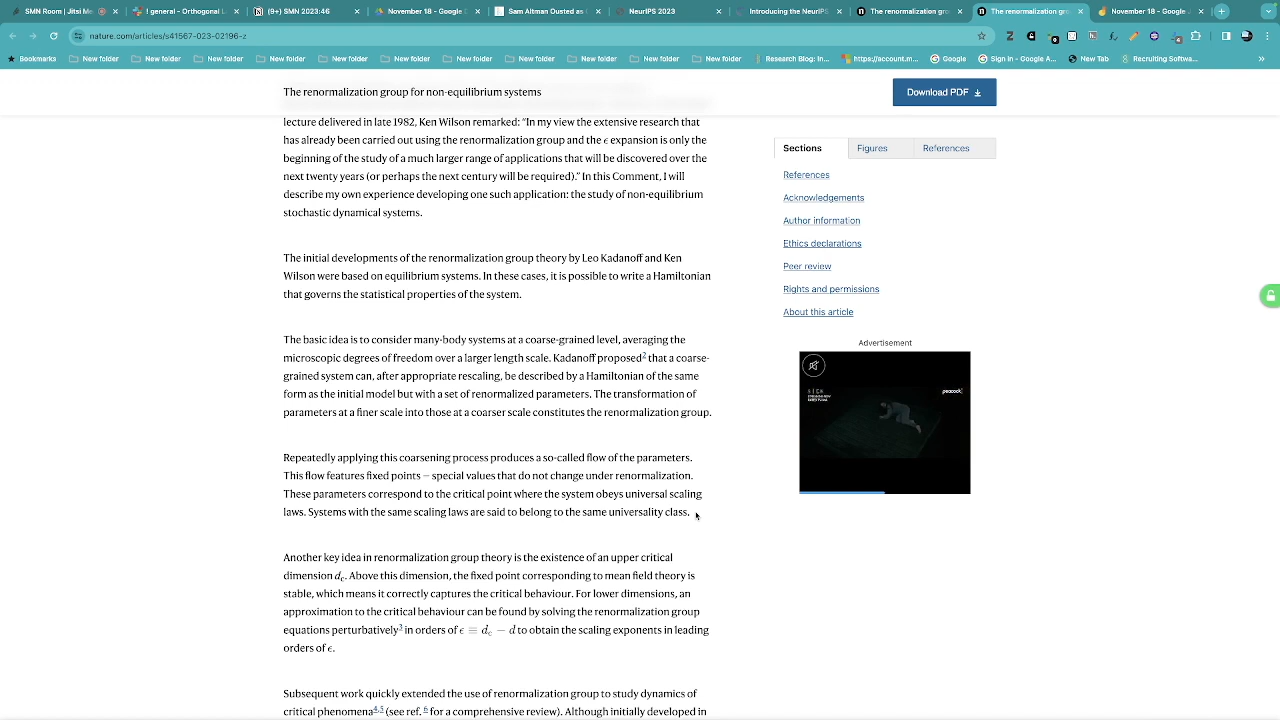 SMN Room | Jitsi Me
general - Orthogonal L
(9+) SMN 2023:46
November 18 - Google
Sam Altman Ousted as
NeurIPS 2023
Introducing the NeurIPS
The renormalization gro
The renormalization gro
November 18 - Google
nature.com/articles/s41567-023-02196-z
Bookmarks New folder New folder New folder New folder New folder New folder New folder New folder New folder New folder New folder Research Blog: In... https://account.m... Google Sign in - Google A... New Tab Recruiting Softwa...
The renormalization group for non-equilibrium systems
Download PDF
lecture delivered in late 1982, Ken Wilson remarked: “In my view the extensive research that
has already been carried out using the renormalization group and the ϵ expansion is only the
beginning of the study of a much larger range of applications that will be discovered over the
next twenty years (or perhaps the next century will be required).” In this Comment, I will
describe my own experience developing one such application: the study of non-equilibrium
stochastic dynamical systems.
The initial developments of the renormalization group theory by Leo Kadanoff and Ken
Wilson were based on equilibrium systems. In these cases, it is possible to write a Hamiltonian
that governs the statistical properties of the system.
The basic idea is to consider many-body systems at a coarse-grained level, averaging the
microscopic degrees of freedom over a larger length scale. Kadanoff proposed2 that a coarse-
grained system can, after appropriate rescaling, be described by a Hamiltonian of the same
form as the initial model but with a set of renormalized parameters. The transformation of
parameters at a finer scale into those at a coarser scale constitutes the renormalization group.
Repeatedly applying this coarsening process produces a so-called flow of the parameters.
This flow features fixed points – special values that do not change under renormalization.
These parameters correspond to the critical point where the system obeys universal scaling
laws. Systems with the same scaling laws are said to belong to the same universality class.
Another key idea in renormalization group theory is the existence of an upper critical
dimension dc. Above this dimension, the fixed point corresponding to mean field theory is
stable, which means it correctly captures the critical behaviour. For lower dimensions, an
approximation to the critical behaviour can be found by solving the renormalization group
equations perturbatively3 in orders of ϵ ≡ dc − d to obtain the scaling exponents in leading
orders of ϵ.
Subsequent work quickly extended the use of renormalization group to study dynamics of
critical phenomena4,5 (see ref. 6 for a comprehensive review). Although initially developed in
Sections Figures References
References
Acknowledgements
Author information
Ethics declarations
Peer review
Rights and permissions
About this article
Advertisement
peacock